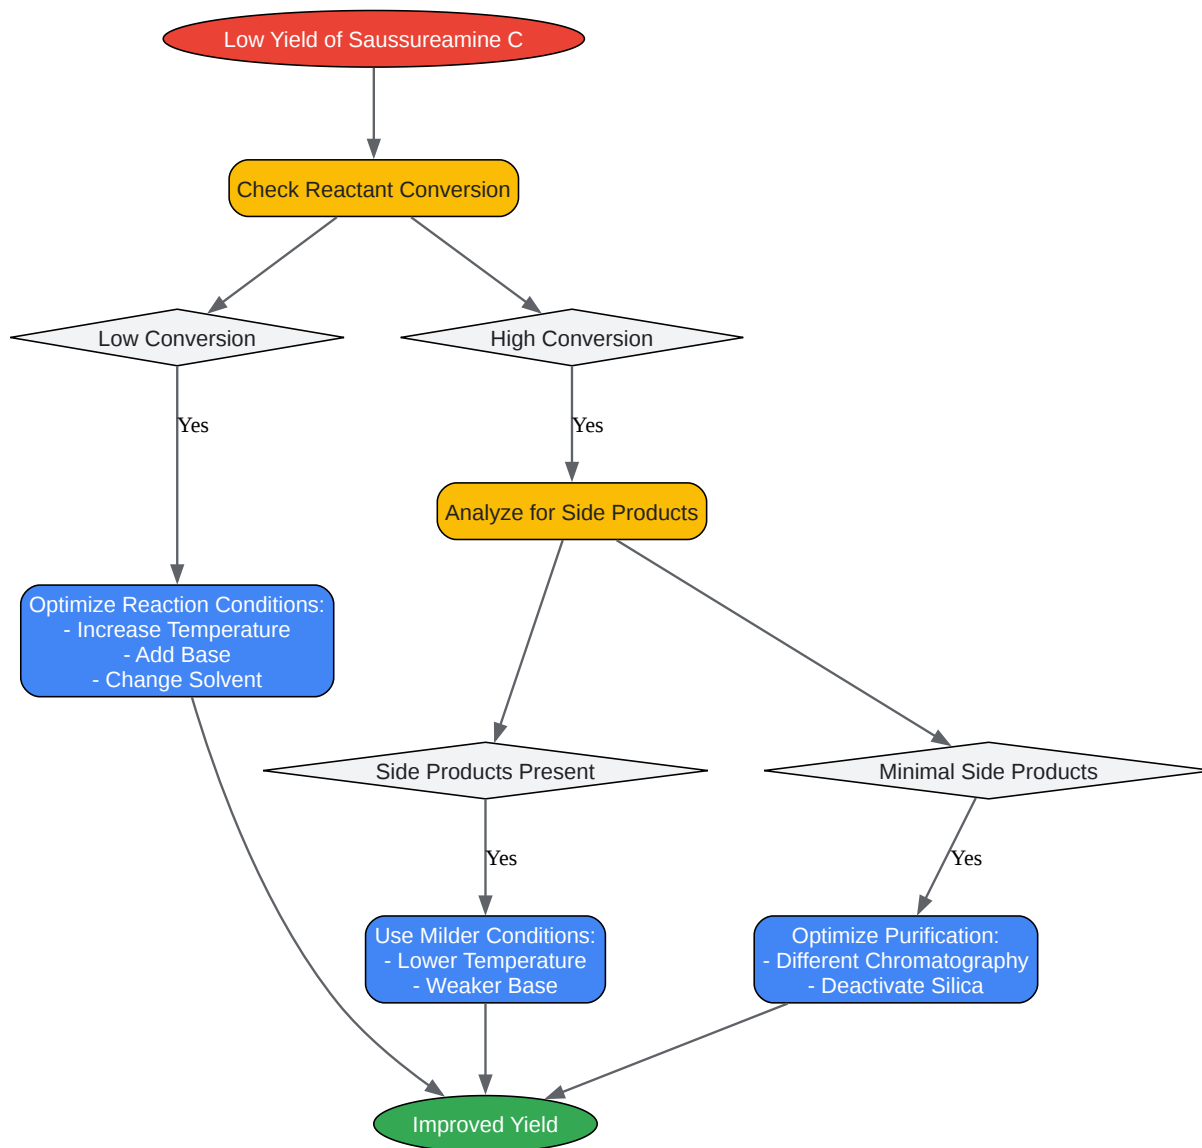 Low Yield of Saussureamine C
Check Reactant Conversion
Low Conversion
High Conversion
Yes
Yes
Analyze for Side Products
Optimize Reaction Conditions:
- Increase Temperature
- Add Base
- Change Solvent
Side Products Present
Minimal Side Products
Yes
Yes
Use Milder Conditions:
- Lower Temperature
- Weaker Base
Optimize Purification:
- Different Chromatography
- Deactivate Silica
Improved Yield